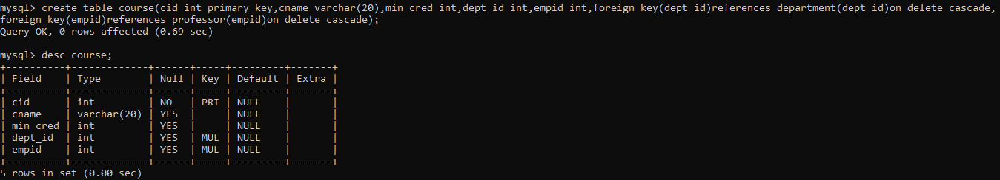 mysql> create table course(cid int primary key,cname varchar(20),min_cred int,dept_id int,empid int,foreign key(dept_id)references department(dept_id)on delete cascade,
foreign key(empid)references professor(empid)on delete cascade);
Query OK, 0 rows affected (0.69 sec)

mysql> desc course;
+----------+-------------+------+-----+---------+-------+
| Field    | Type        | Null | Key | Default | Extra |
+----------+-------------+------+-----+---------+-------+
| cid      | int         | NO   | PRI | NULL    |       |
| cname    | varchar(20) | YES  |     | NULL    |       |
| min_cred | int         | YES  |     | NULL    |       |
| dept_id  | int         | YES  | MUL | NULL    |       |
| empid    | int         | YES  | MUL | NULL    |       |
+----------+-------------+------+-----+---------+-------+
5 rows in set (0.00 sec)